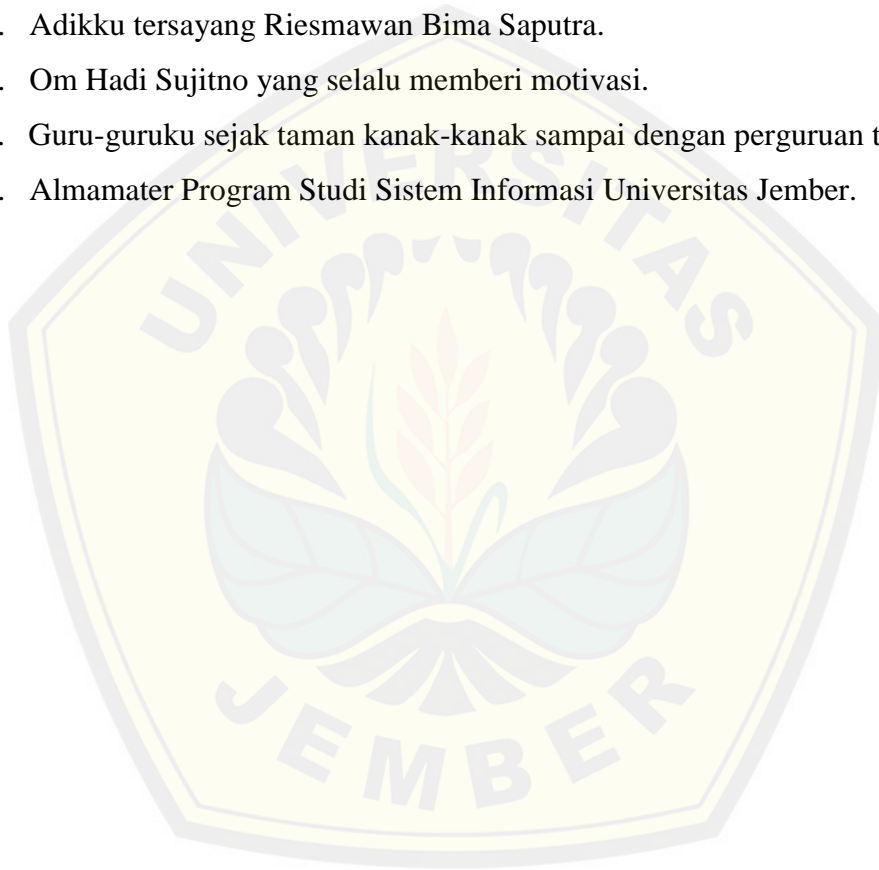 . Adikku tersayang Riesmawan Bima Saputra.
. Om Hadi Sujitno yang selalu memberi motivasi.
. Guru-guruku sejak taman kanak-kanak sampai dengan perguruan t
. Almamater Program Studi Sistem Informasi Universitas Jember.
UNIVERSITAS
JEMBER